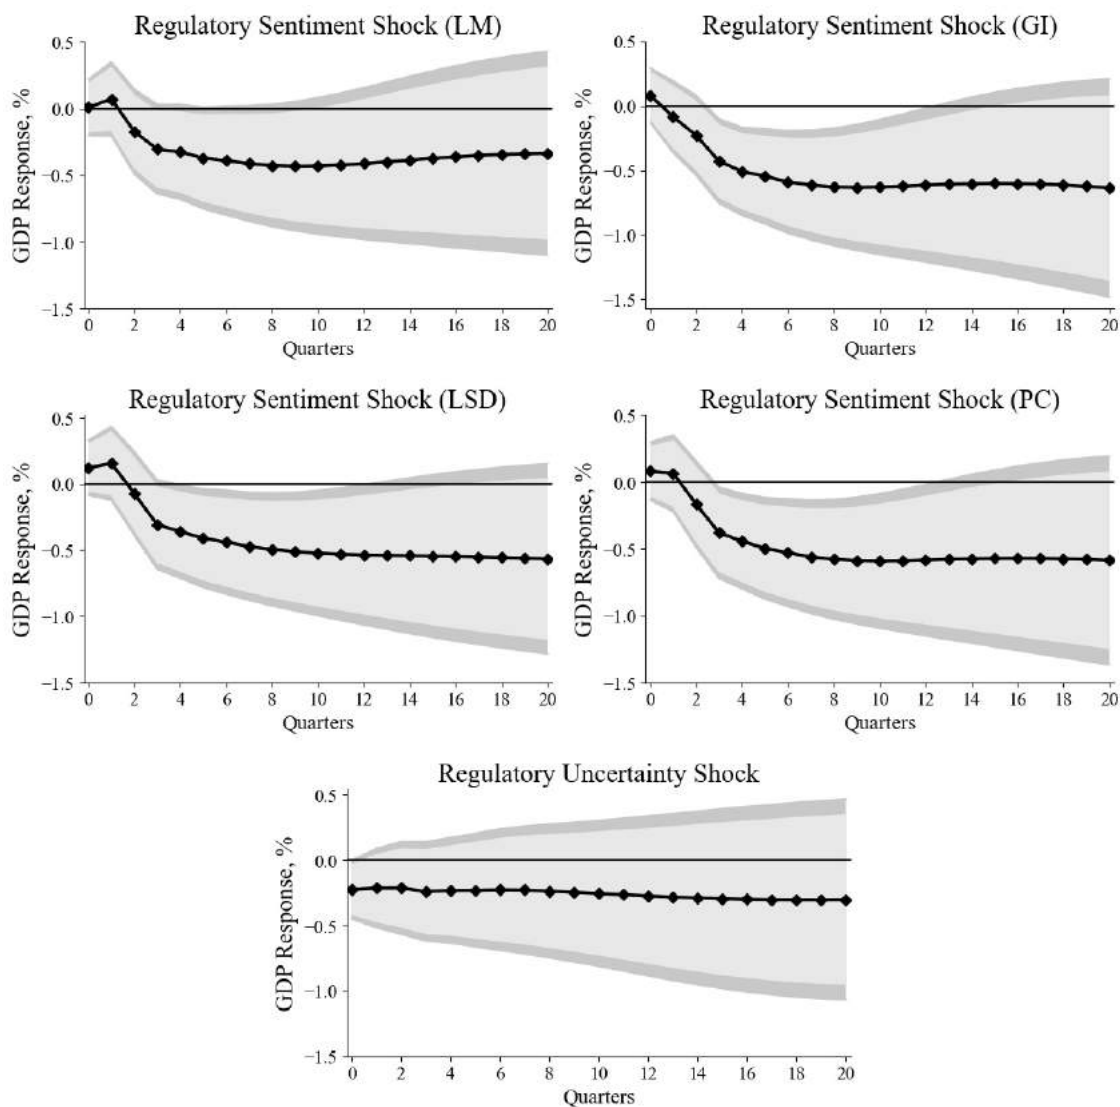 Regulatory Sentiment Shock (LM)
GDP Response, %
0.5
0.0
−0.5
−1.0
−1.5
0 2 4 6 8 10 12 14 16 18 20
Quarters
Regulatory Sentiment Shock (GI)
GDP Response, %
0.5
0.0
−0.5
−1.0
−1.5
0 2 4 6 8 10 12 14 16 18 20
Quarters
Regulatory Sentiment Shock (LSD)
GDP Response, %
0.5
0.0
−0.5
−1.0
−1.5
0 2 4 6 8 10 12 14 16 18 20
Quarters
Regulatory Sentiment Shock (PC)
GDP Response, %
0.5
0.0
−0.5
−1.0
−1.5
0 2 4 6 8 10 12 14 16 18 20
Quarters
Regulatory Uncertainty Shock
GDP Response, %
0.5
0.0
−0.5
−1.0
−1.5
0 2 4 6 8 10 12 14 16 18 20
Quarters